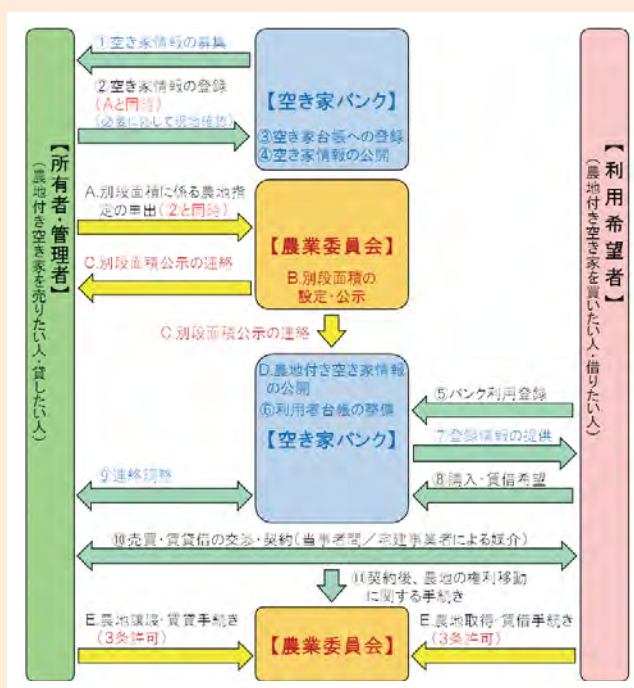 【所有者・管理者】
(農地付き空き家を売りたい人・貸したい人)
①空き家情報の募集
②空き家情報の登録
(Aと同時)
(必要に応じて現地確認)
【空き家バンク】
③空き家台帳への登録
④空き家情報の公開
A.別段面積に係る農地指
定の申出(②と同時)
C.別段面積公示の連絡
【農業委員会】
B.別段面積の
設定・公示
C.別段面積公示の連絡
D.農地付き空き家情報
の公開
⑥利用者台帳の整備
【空き家バンク】
⑤バンク利用登録
⑦登録情報の提供
⑧購入・賃借希望
⑨連絡調整
⑩売買・賃貸借の交渉・契約(当事者間/宅建事業者による媒介)
⑪契約後、農地の権利移動
に関する手続き
E.農地譲渡・賃貸手続き
(3条許可)
【農業委員会】
E.農地取得・賃借手続き
(3条許可)
【利用希望者】
(農地付き空き家を買いたい人・借りたい人)